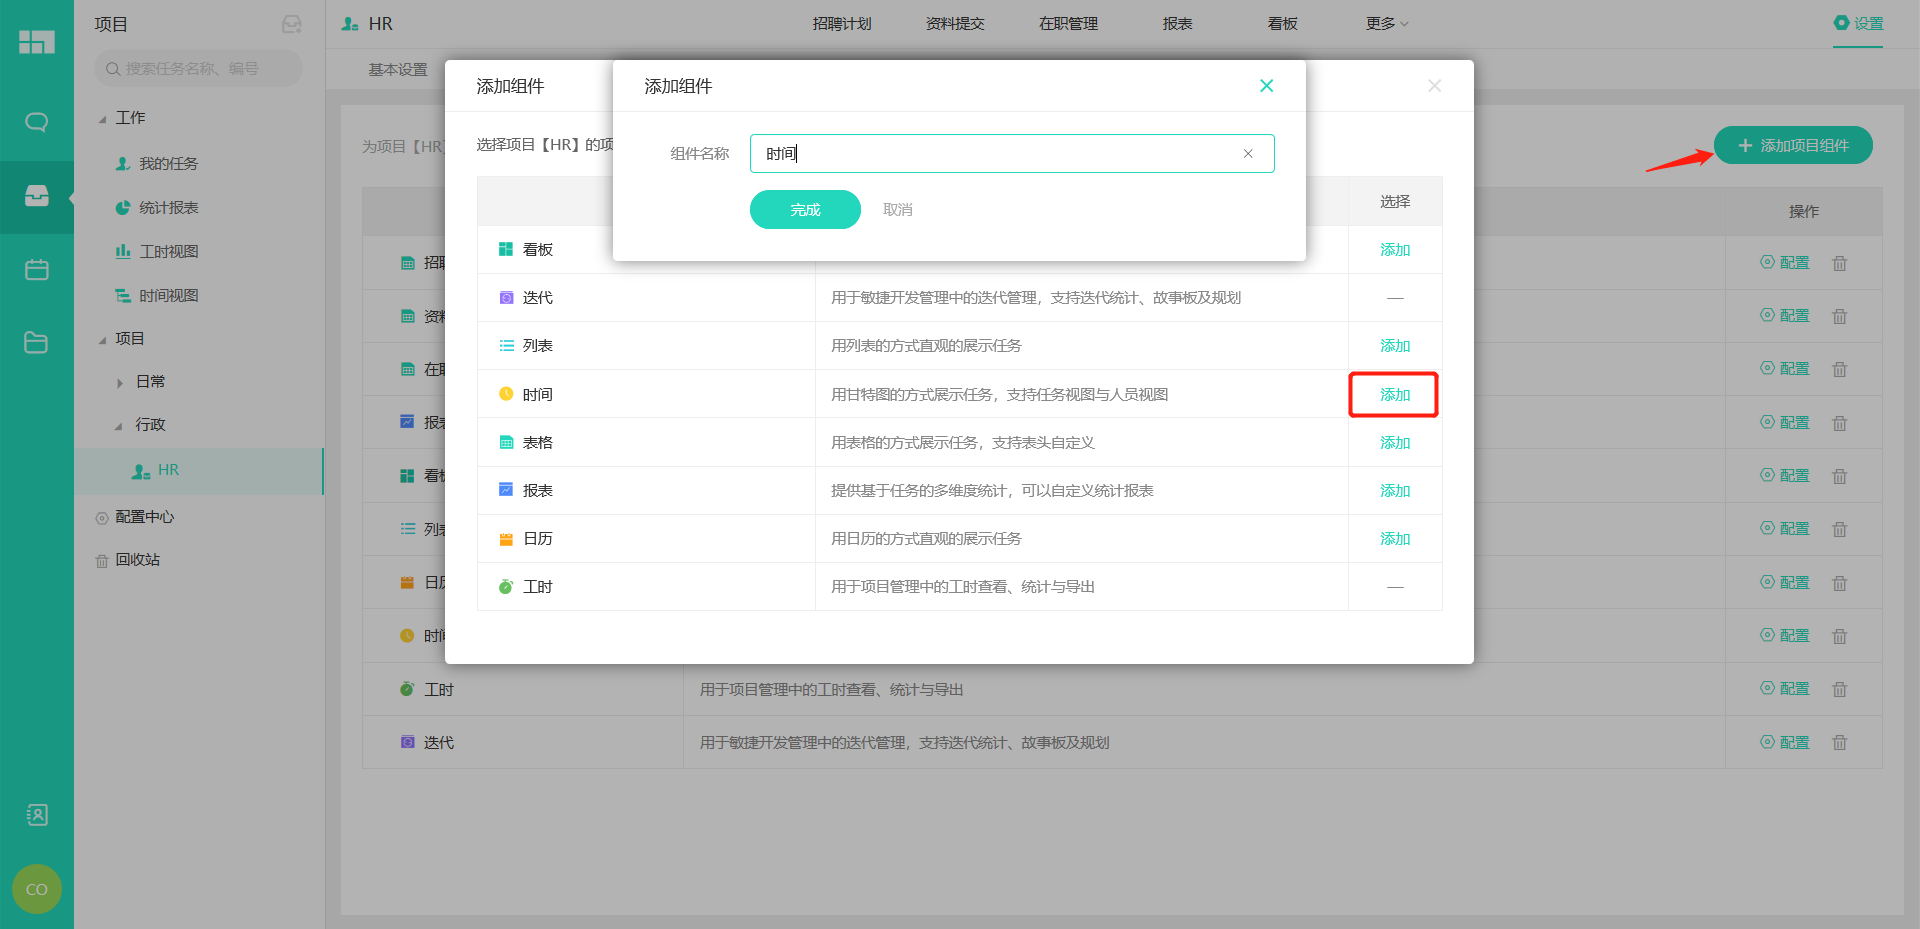 项目
搜索任务名称、编号
工作
我的任务
统计报表
工时视图
时间视图
项目
日常
行政
HR
配置中心
回收站
CO
HR
招聘计划
资料提交
在职管理
报表
看板
更多
设置
基本设置
为项目【HR
添加项目组件
操作
招聘
配置
资料
配置
在职
配置
报表
配置
看板
配置
列表
配置
日历
配置
时间
配置
工时
用于项目管理中的工时查看、统计与导出
配置
迭代
用于敏捷开发管理中的迭代管理，支持迭代统计、故事板及规划
配置
添加组件
选择项目【HR】的项
选择
看板
添加
迭代
用于敏捷开发管理中的迭代管理，支持迭代统计、故事板及规划
—
列表
用列表的方式直观的展示任务
添加
时间
用甘特图的方式展示任务，支持任务视图与人员视图
添加
表格
用表格的方式展示任务，支持表头自定义
添加
报表
提供基于任务的多维度统计，可以自定义统计报表
添加
日历
用日历的方式直观的展示任务
添加
工时
用于项目管理中的工时查看、统计与导出
—
添加组件
组件名称
时间
完成
取消